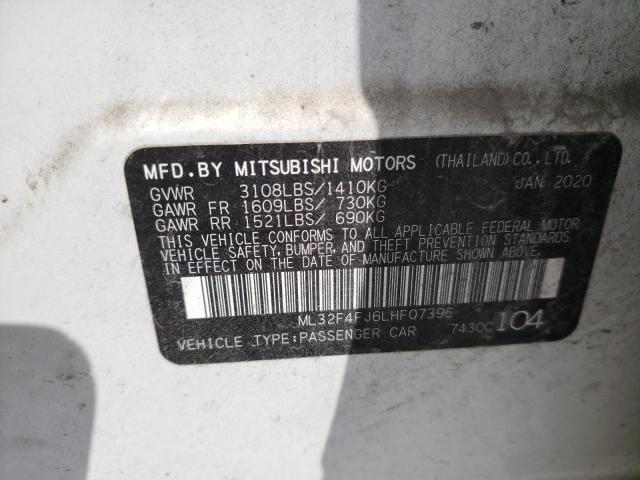 MFD.BY MITSUBISHI MOTORS (THAILAND)CO.,LTD.
GVWR 3108LBS/1410KG JAN 2020
GAWR FR 1609LBS/ 730KG
GAWR RR 1521LBS/ 690KG
THIS VEHICLE CONFORMS TO ALL APPLICABLE FEDERAL MOTOR
VEHICLE SAFETY, BUMPER, AND THEFT PREVENTION STANDARDS
IN EFFECT ON THE DATE OF MANUFACTURE SHOWN ABOVE.
ML32F4FJ6LHF07396
VEHICLE TYPE:PASSENGER CAR 7430C 104